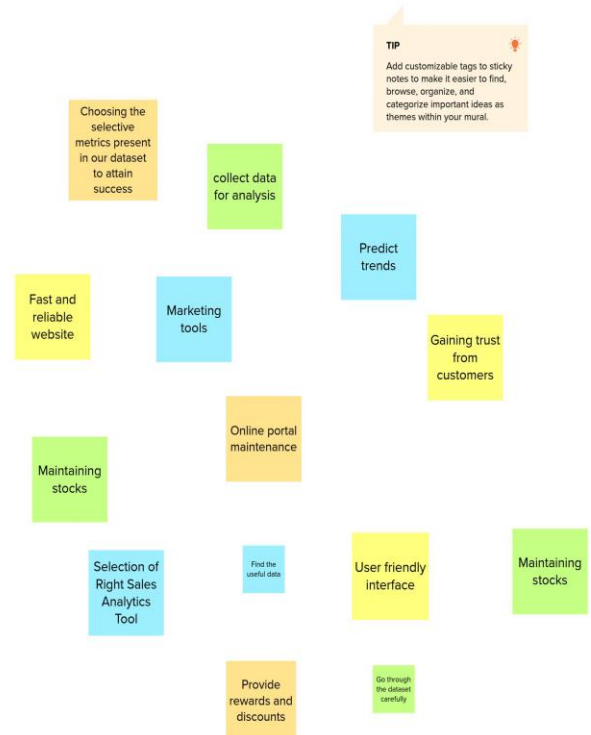 TIP
Add customizable tags to sticky
notes to make it easier to find,
browse, organize, and
categorize important ideas as
themes within your mural.
Choosing the
selective
metrics present
in our dataset
to attain
success
collect data
for analysis
Predict
trends
Fast and
reliable
website
Marketing
tools
Gaining trust
from
customers
Online portal
maintenance
Maintaining
stocks
Selection of
Right Sales
Analytics
Tool
Find the
useful data
User friendly
interface
Maintaining
stocks
Provide
rewards and
discounts
Go through
the dataset
carefully